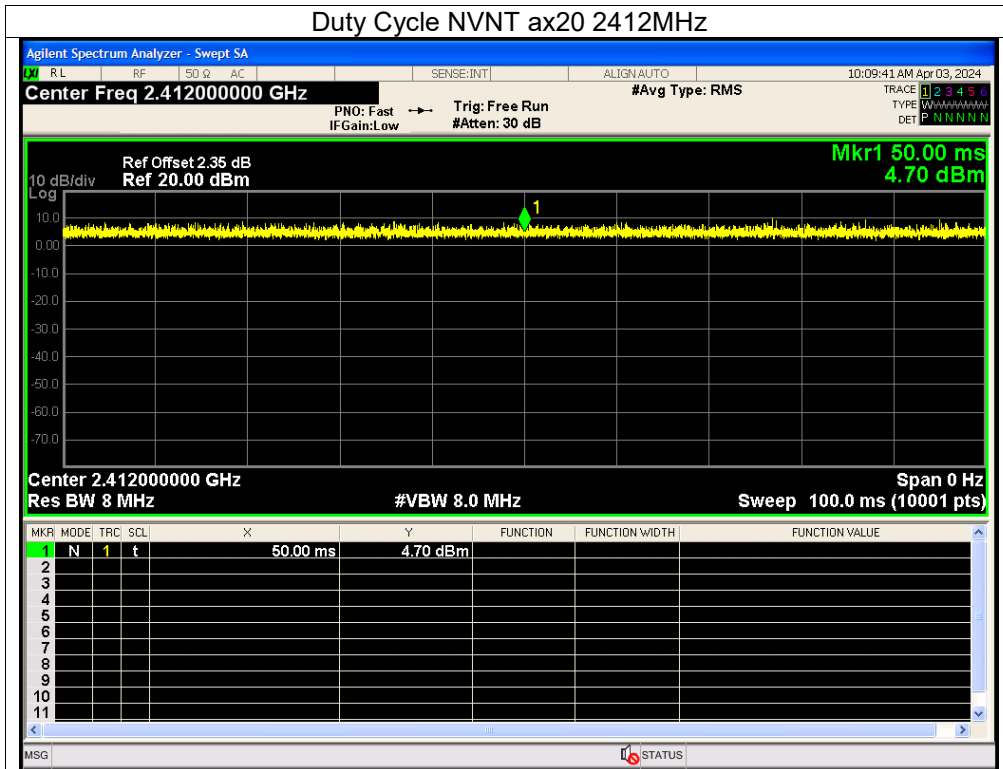 Duty Cycle NVNT ax20 2412MHz
Agilent Spectrum Analyzer - Swept SA
LXI RL RF 50 Ω AC SENSE:INT ALIGN AUTO 10:09:41 AM Apr 03, 2024
Center Freq 2.412000000 GHz #Avg Type: RMS TRACE 1 2 3 4 5 6
PNO: Fast Trig: Free Run TYPE WWWWWW
IFGain:Low #Atten: 30 dB DET P N N N N N
Mkr1 50.00 ms
Ref Offset 2.35 dB
10 dB/div Ref 20.00 dBm 4.70 dBm
Log
1
10.0
0.00
-10.0
-20.0
-30.0
-40.0
-50.0
-60.0
-70.0
Center 2.412000000 GHz Span 0 Hz
Res BW 8 MHz #VBW 8.0 MHz Sweep 100.0 ms (10001 pts)
MKR MODE TRC SCL X Y FUNCTION FUNCTION WIDTH FUNCTION VALUE
1 N 1 t 50.00 ms 4.70 dBm
2
3
4
5
6
7
8
9
10
11
MSG STATUS